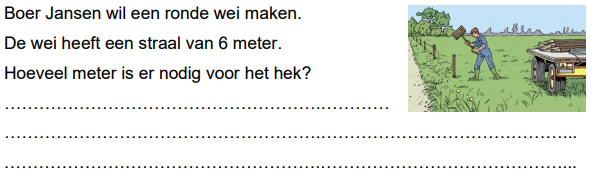 Boer Jansen wil een ronde wei maken.
De wei heeft een straal van 6 meter.
Hoeveel meter is er nodig voor het hek?